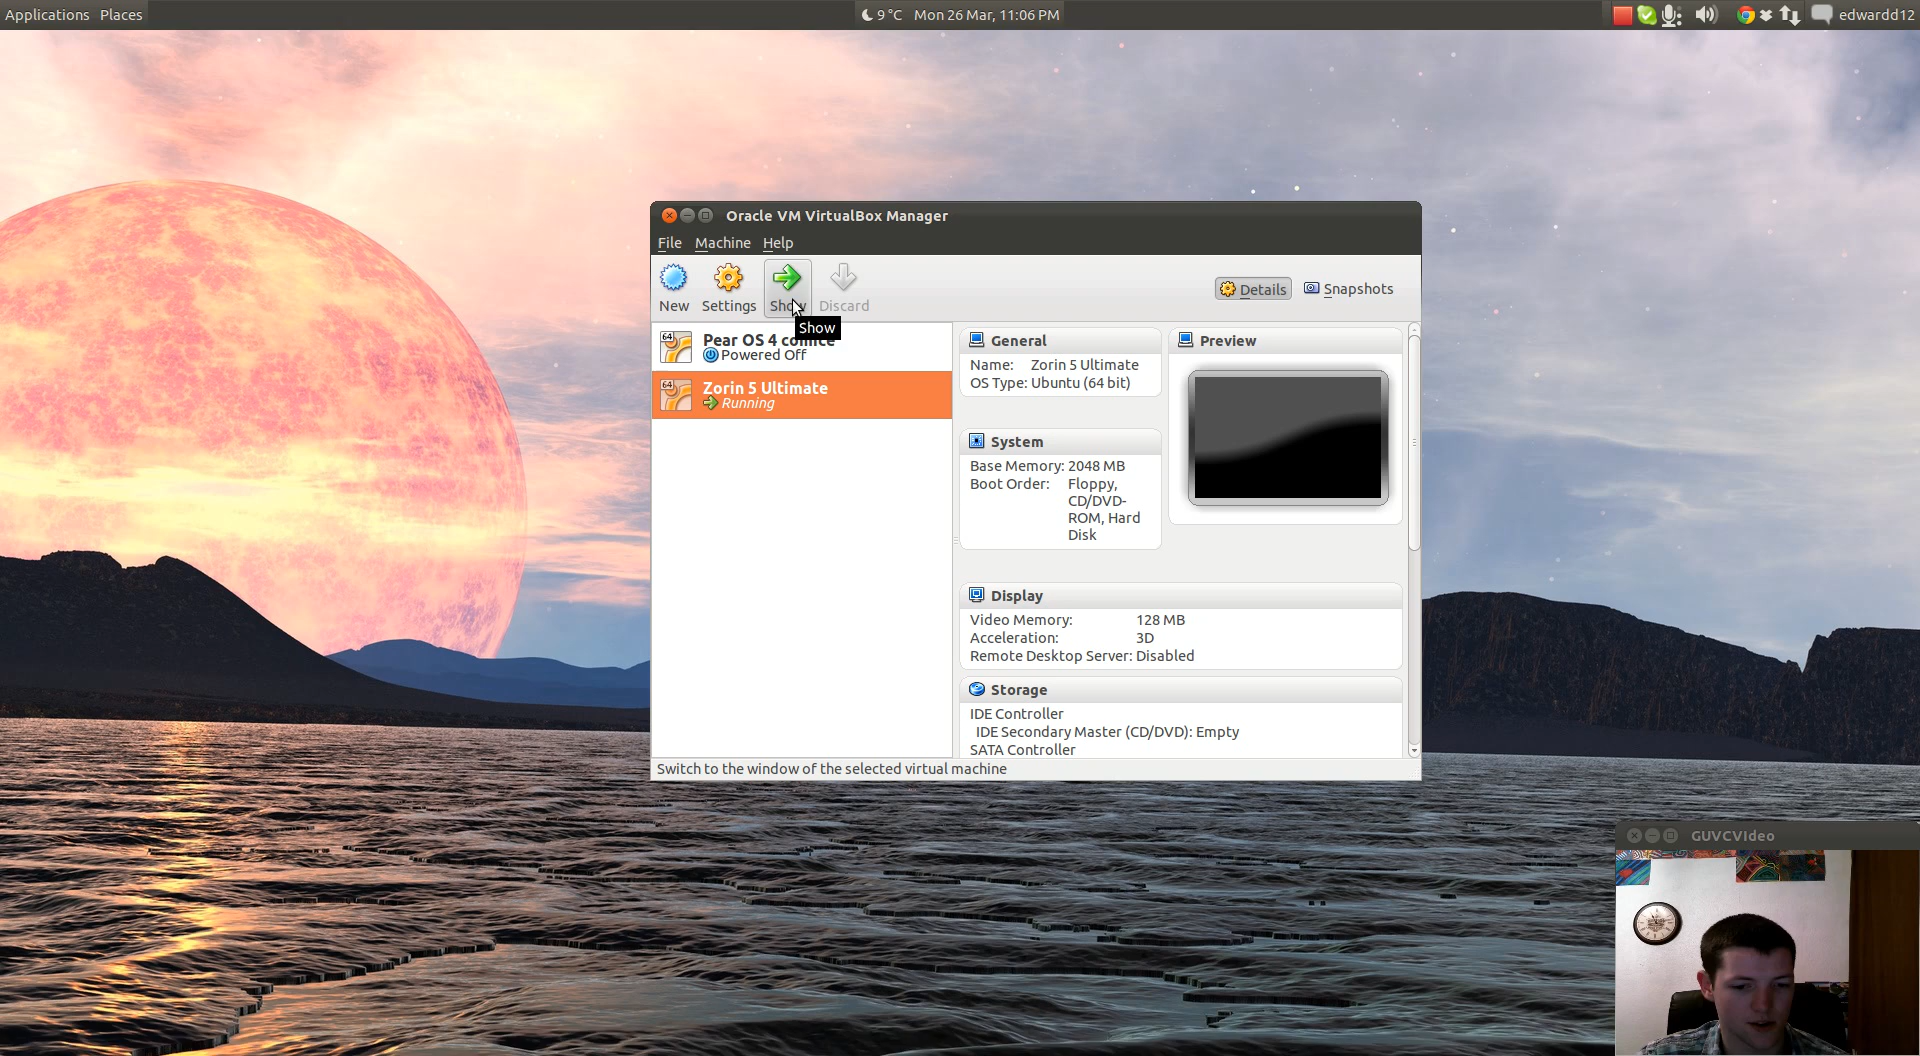 Applications Places
9 °C Mon 26 Mar, 11:06 PM
edwardd12
Oracle VM VirtualBox Manager
File Machine Help
New Settings Show Discard
Details Snapshots
Show
64 Pear OS 4 comice
Powered Off
64 Zorin 5 Ultimate
Running
General
Name: Zorin 5 Ultimate
OS Type: Ubuntu (64 bit)
Preview
System
Base Memory: 2048 MB
Boot Order: Floppy,
CD/DVD-
ROM, Hard
Disk
Display
Video Memory: 128 MB
Acceleration: 3D
Remote Desktop Server: Disabled
Storage
IDE Controller
IDE Secondary Master (CD/DVD): Empty
SATA Controller
Switch to the window of the selected virtual machine
GUVCVIdeo